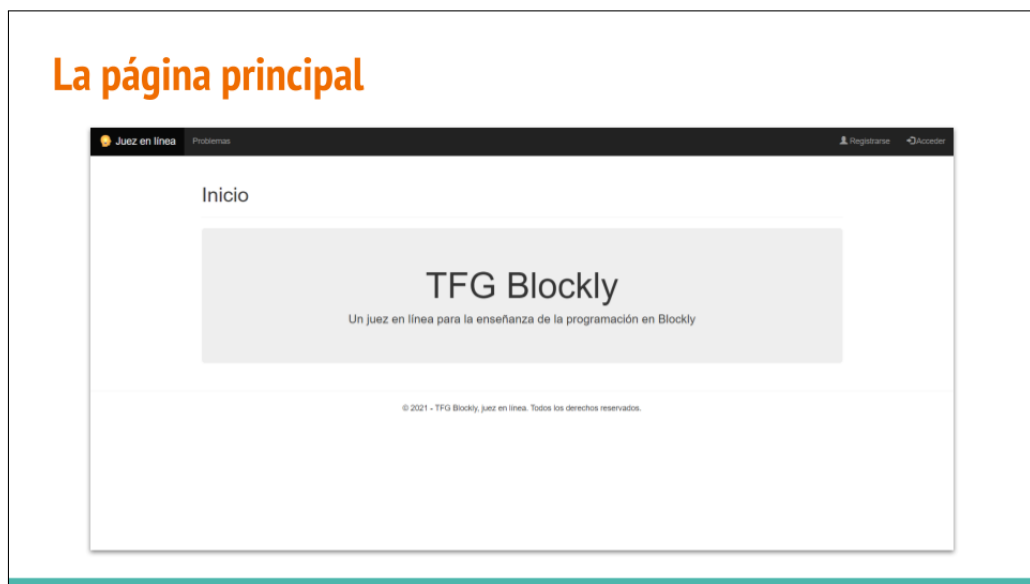 La página principal
Juez en línea Problemas Registrarse Acceder
Inicio
TFG Blockly
Un juez en línea para la enseñanza de la programación en Blockly
© 2021 - TFG Blockly, juez en línea. Todos los derechos reservados.